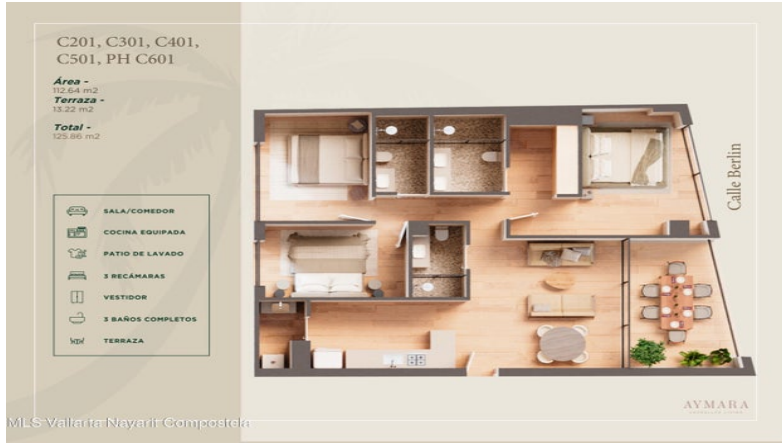 C201, C301, C401,
C501, PH C601
Área -
112.64 m2
Terraza -
13.22 m2
Total -
125.86 m2
SALA/COMEDOR
COCINA EQUIPADA
PATIO DE LAVADO
3 RECÁMARAS
VESTIDOR
3 BAÑOS COMPLETOS
TERRAZA
Calle Berlin
AYMARA
MLS Vallarta Nayarit Compostela